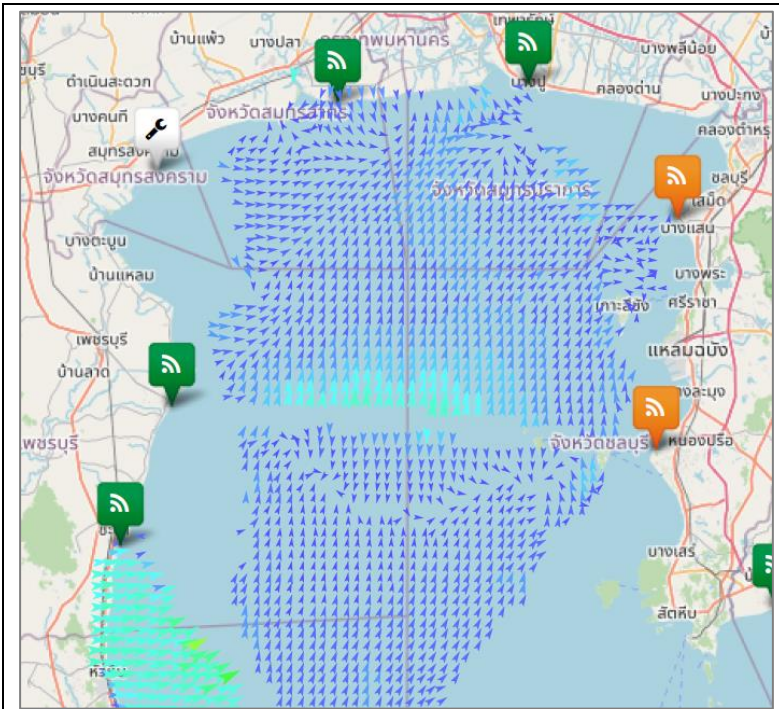 บ้านแพ้ว
บางปลา
กรุงเทพมหานคร
เทพารักษ์
บางพลีน้อย
ชบุรี
ดำเนินสะดวก
บางปู
คลองด่าน
บางปะกง
บางคนที
จังหวัดสมุทรสาคร
คลองตำหรุ
จังหวัดสมุทรสงคราม
จังหวัดสมุทรปราการ
ชลบุรี
เสม็ด
บางแสน
บางตะบูน
บ้านแหลม
บางพระ
เกาะสีชัง
ศรีราชา
เพชรบุรี
บ้านลาด
แหลมฉบัง
างละมุง
พชรบุรี
จังหวัดชลบุรี
หนองปรือ
ชะ
บางเสร่
สัตหีบ
หัวหิน